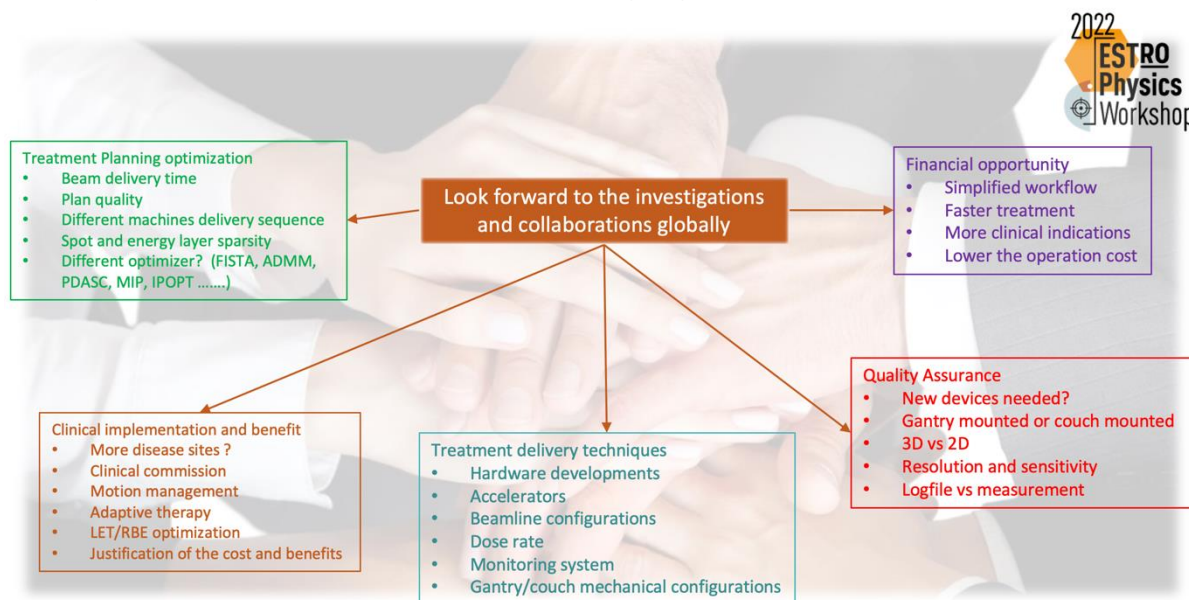 2022
ESTRO
Physics
Workshop
Look forward to the investigations
and collaborations globally
Treatment Planning optimization
• Beam delivery time
• Plan quality
• Different machines delivery sequence
• Spot and energy layer sparsity
• Different optimizer? (FISTA, ADMM,
PDASC, MIP, IPOPT …….)
Financial opportunity
• Simplified workflow
• Faster treatment
• More clinical indications
• Lower the operation cost
Clinical implementation and benefit
• More disease sites ?
• Clinical commission
• Motion management
• Adaptive therapy
• LET/RBE optimization
• Justification of the cost and benefits
Treatment delivery techniques
• Hardware developments
• Accelerators
• Beamline configurations
• Dose rate
• Monitoring system
• Gantry/couch mechanical configurations
Quality Assurance
• New devices needed?
• Gantry mounted or couch mounted
• 3D vs 2D
• Resolution and sensitivity
• Logfile vs measurement